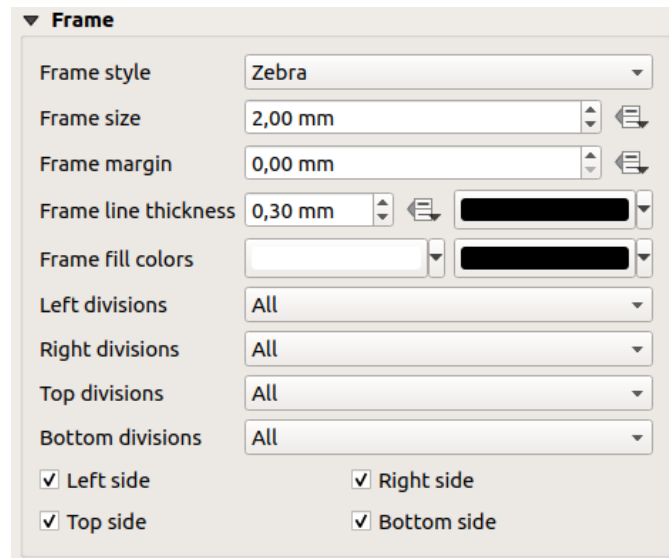 Frame
Frame style Zebra
Frame size 2,00 mm
Frame margin 0,00 mm
Frame line thickness 0,30 mm
Frame fill colors
Left divisions All
Right divisions All
Top divisions All
Bottom divisions All
Left side Right side
Top side Bottom side